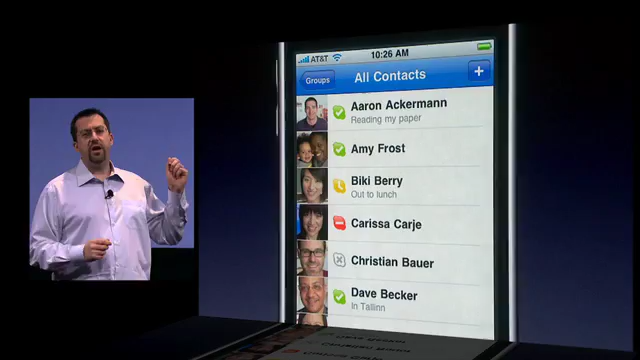 AT&T
10:26 AM
Groups
All Contacts
+
Aaron Ackermann
Reading my paper
Amy Frost
Biki Berry
Out to lunch
Carissa Carje
Christian Bauer
Dave Becker
In Tallinn